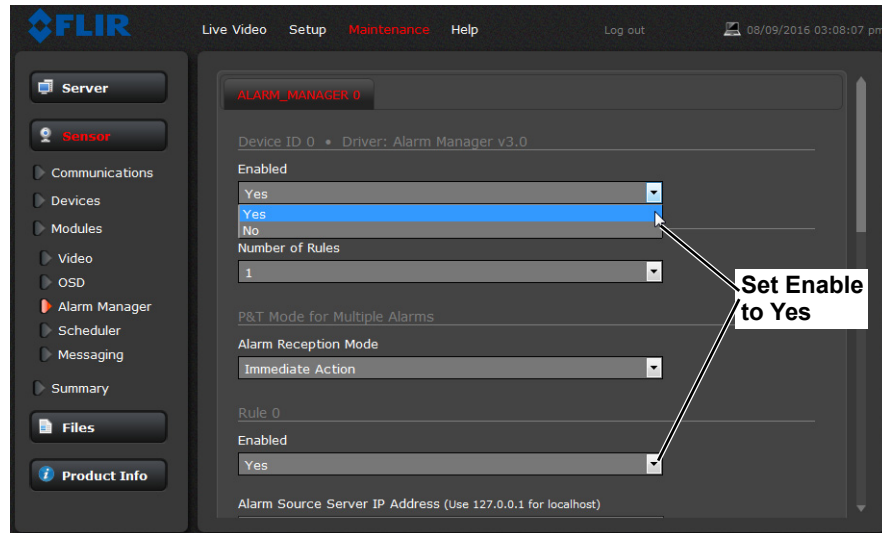 FLIR
Live Video Setup Maintenance Help Log out 08/09/2016 03:08:07 pm
Server
Sensor
Communications
Devices
Modules
Video
OSD
Alarm Manager
Scheduler
Messaging
Summary
Files
Product Info
ALARM_MANAGER 0
Device ID 0 • Driver: Alarm Manager v3.0
Enabled
Yes
Yes
No
Number of Rules
1
P&T Mode for Multiple Alarms
Alarm Reception Mode
Immediate Action
Rule 0
Enabled
Yes
Alarm Source Server IP Address (Use 127.0.0.1 for localhost)
Set Enable
to Yes